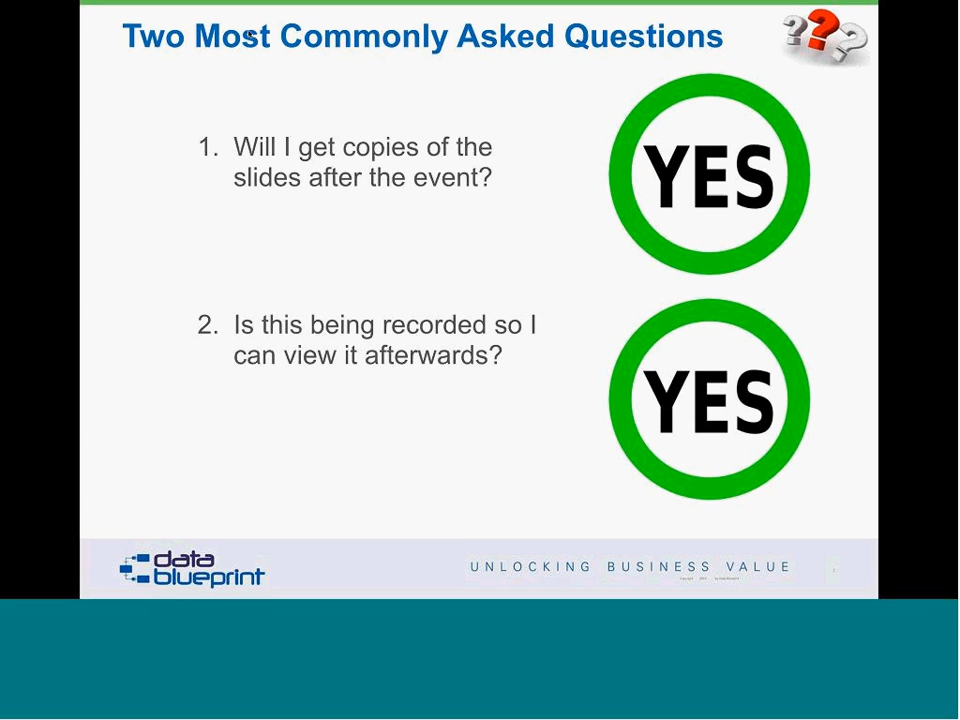 Two Most Commonly Asked Questions
???
1. Will I get copies of the
slides after the event?
YES
2. Is this being recorded so I
can view it afterwards?
YES
data
blueprint
UNLOCKING BUSINESS VALUE